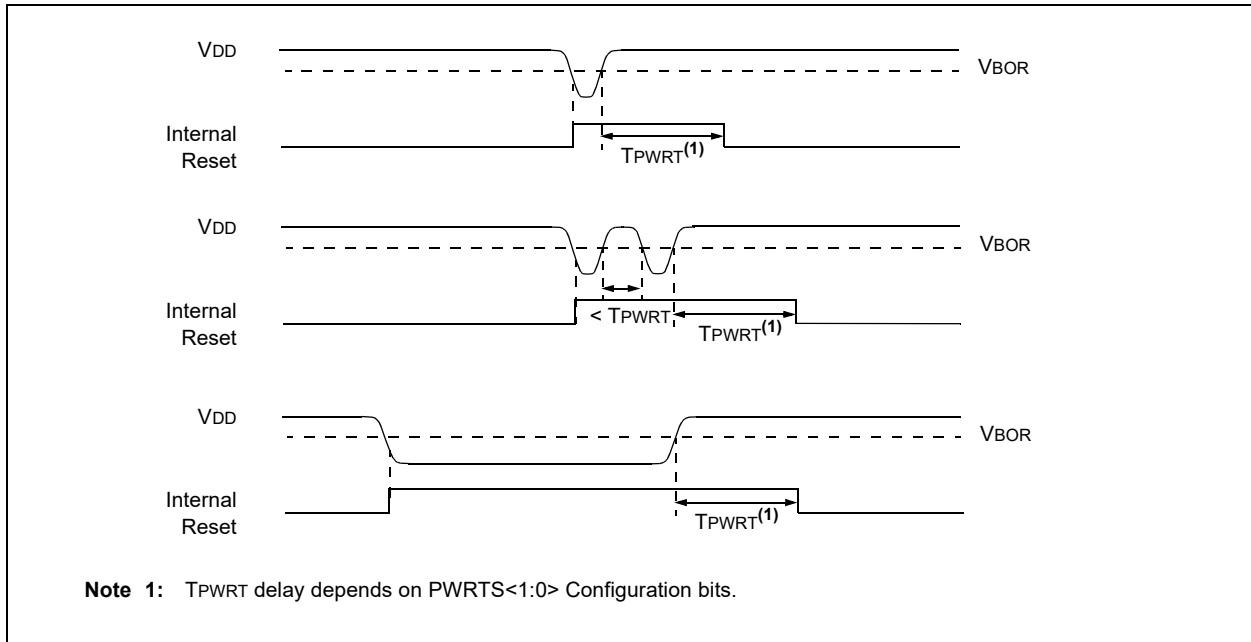 VDD
VBOR
Internal
Reset
TPWRT(1)
VDD
VBOR
Internal
Reset
< TPWRT
TPWRT(1)
VDD
VBOR
Internal
Reset
TPWRT(1)
Note 1: TPWRT delay depends on PWRTS<1:0> Configuration bits.